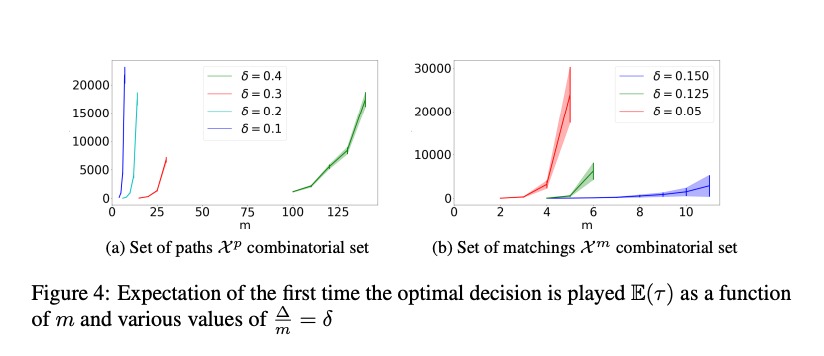 20000
15000
10000
5000
0
δ = 0.4
δ = 0.3
δ = 0.2
δ = 0.1
0 25 50 75 100 125
m
(a) Set of paths 𝒳ᵖ combinatorial set
30000
20000
10000
0
δ = 0.150
δ = 0.125
δ = 0.05
0 2 4 6 8 10
m
(b) Set of matchings 𝒳ᵐ combinatorial set
Figure 4: Expectation of the first time the optimal decision is played 𝔼(τ) as a function
of m and various values of Δ/m = δ